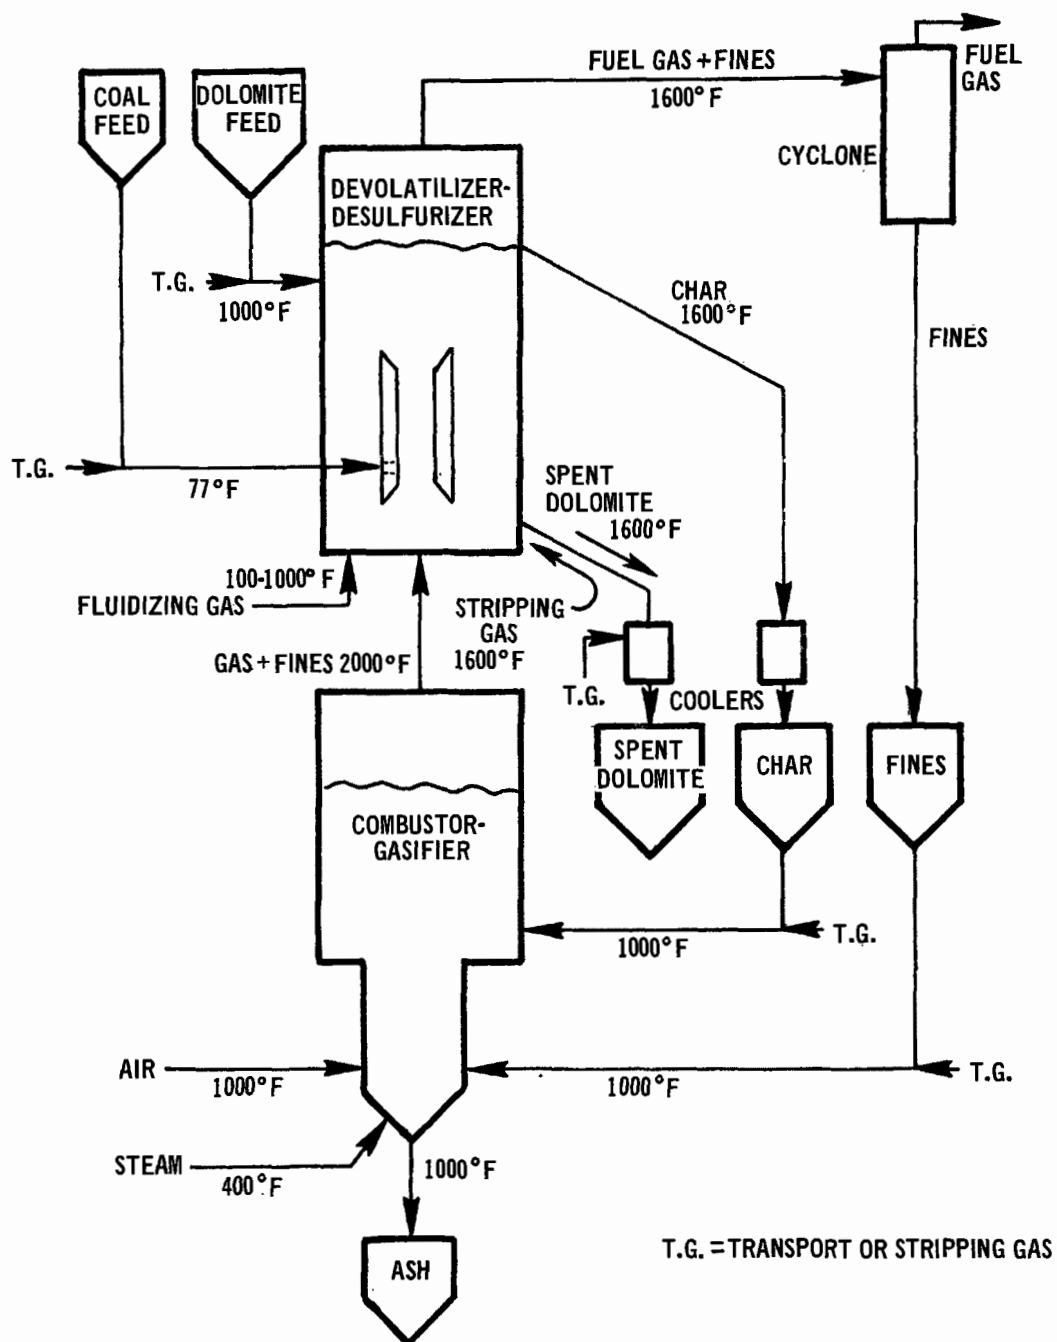 FUEL GAS + FINES
1600°F
FUEL
GAS
COAL
FEED
DOLOMITE
FEED
CYCLONE
DEVOLATILIZER-
DESULFURIZER
T.G.
1000°F
CHAR
1600°F
FINES
T.G.
77°F
SPENT
DOLOMITE
1600°F
100-1000° F
FLUIDIZING GAS
STRIPPING
GAS
1600°F
GAS + FINES 2000°F
T.G.
COOLERS
SPENT
DOLOMITE
CHAR
FINES
COMBUSTOR-
GASIFIER
1000°F
T.G.
AIR
1000°F
1000°F
T.G.
STEAM
400°F
1000°F
ASH
T.G. = TRANSPORT OR STRIPPING GAS